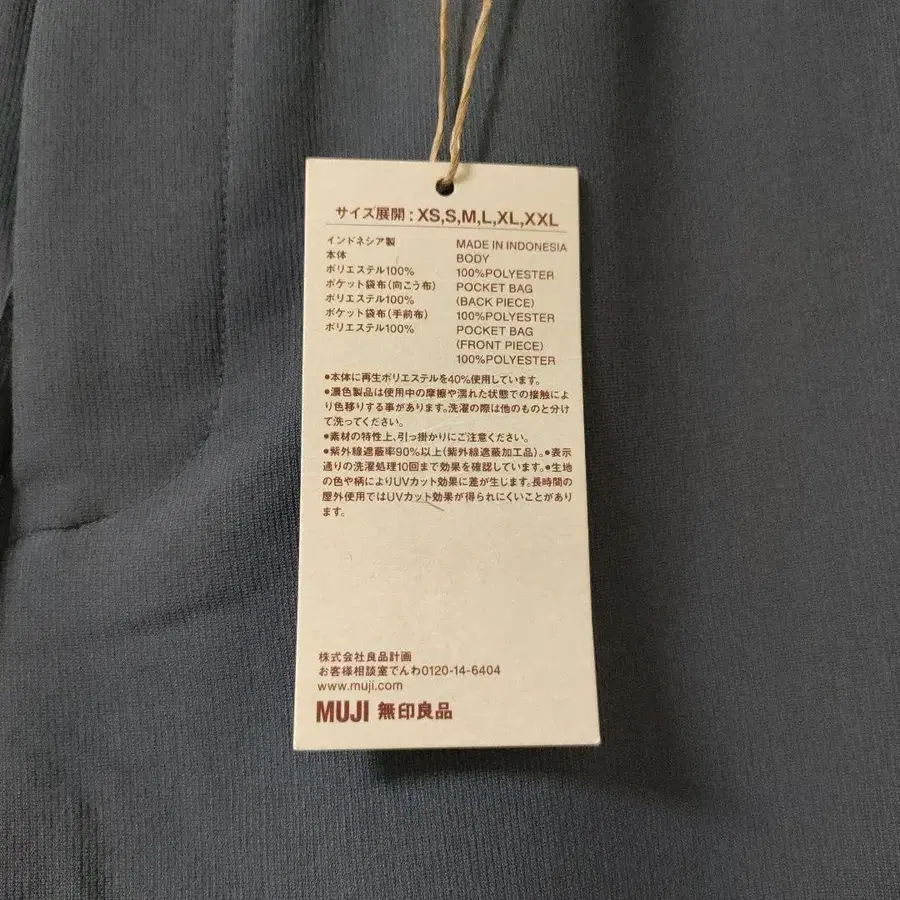 サイズ展開：XS,S,M,L,XL,XXL
インドネシア製
本体
ポリエステル100%
ポケット袋布(向こう布)
ポリエステル100%
ポケット袋布(手前布)
ポリエステル100%
MADE IN INDONESIA
BODY
100%POLYESTER
POCKET BAG
(BACK PIECE)
100%POLYESTER
POCKET BAG
(FRONT PIECE)
100%POLYESTER
●本体に再生ポリエステルを40%使用しています。
●濃色製品は使用中の摩擦や濡れた状態での接触によ
り色移りする事があります。洗濯の際は他のものと分け
て洗ってください。
●素材の特性上、引っ掛かりにご注意ください。
●紫外線遮蔽率90%以上(紫外線遮蔽加工品)。●表示
通りの洗濯処理10回まで効果を確認しています。●生地
の色や柄によりUVカット効果に差が生じます。長時間の
屋外使用ではUVカット効果が得られにくいことがあり
ます。
株式会社良品計画
お客様相談室でんわ0120-14-6404
www.muji.com
MUJI 無印良品